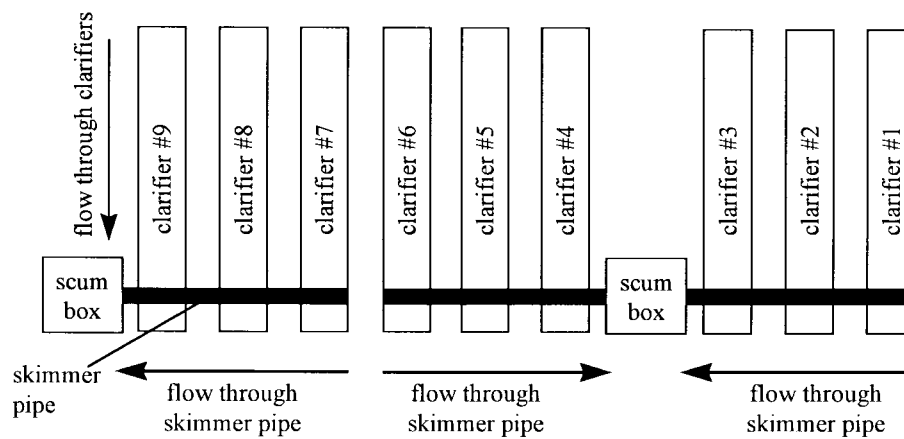 flow through clarifiers
clarifier #9
clarifier #8
clarifier #7
clarifier #6
clarifier #5
clarifier #4
clarifier #3
clarifier #2
clarifier #1
scum
box
scum
box
skimmer
pipe
flow through
skimmer pipe
flow through
skimmer pipe
flow through
skimmer pipe